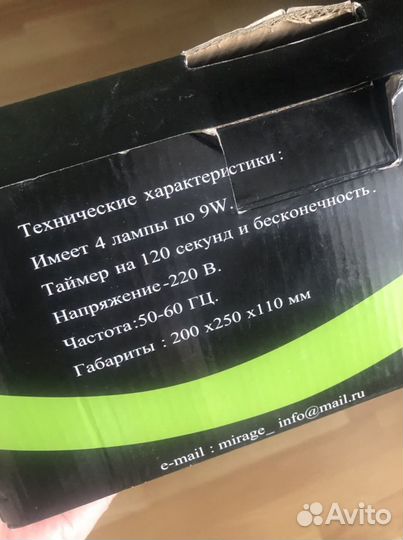 Технические характеристики:
Имеет 4 лампы по 9W.
Таймер на 120 секунд и бесконечность.
Напряжение-220 В.
Частота:50-60 ГЦ.
Габариты : 200 x250 x110 мм
e-mail : mirage_ info@mail.ru
Avito